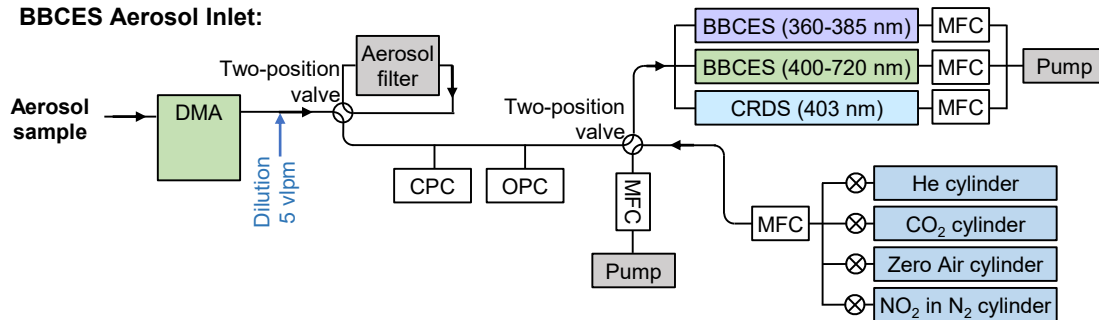 BBCES Aerosol Inlet:
Aerosol
sample
DMA
Dilution
5 vlpm
Two-position
valve
Aerosol
filter
CPC
OPC
Two-position
valve
MFC
Pump
BBCES (360-385 nm)
MFC
BBCES (400-720 nm)
MFC
CRDS (403 nm)
MFC
Pump
MFC
He cylinder
CO₂ cylinder
Zero Air cylinder
NO₂ in N₂ cylinder